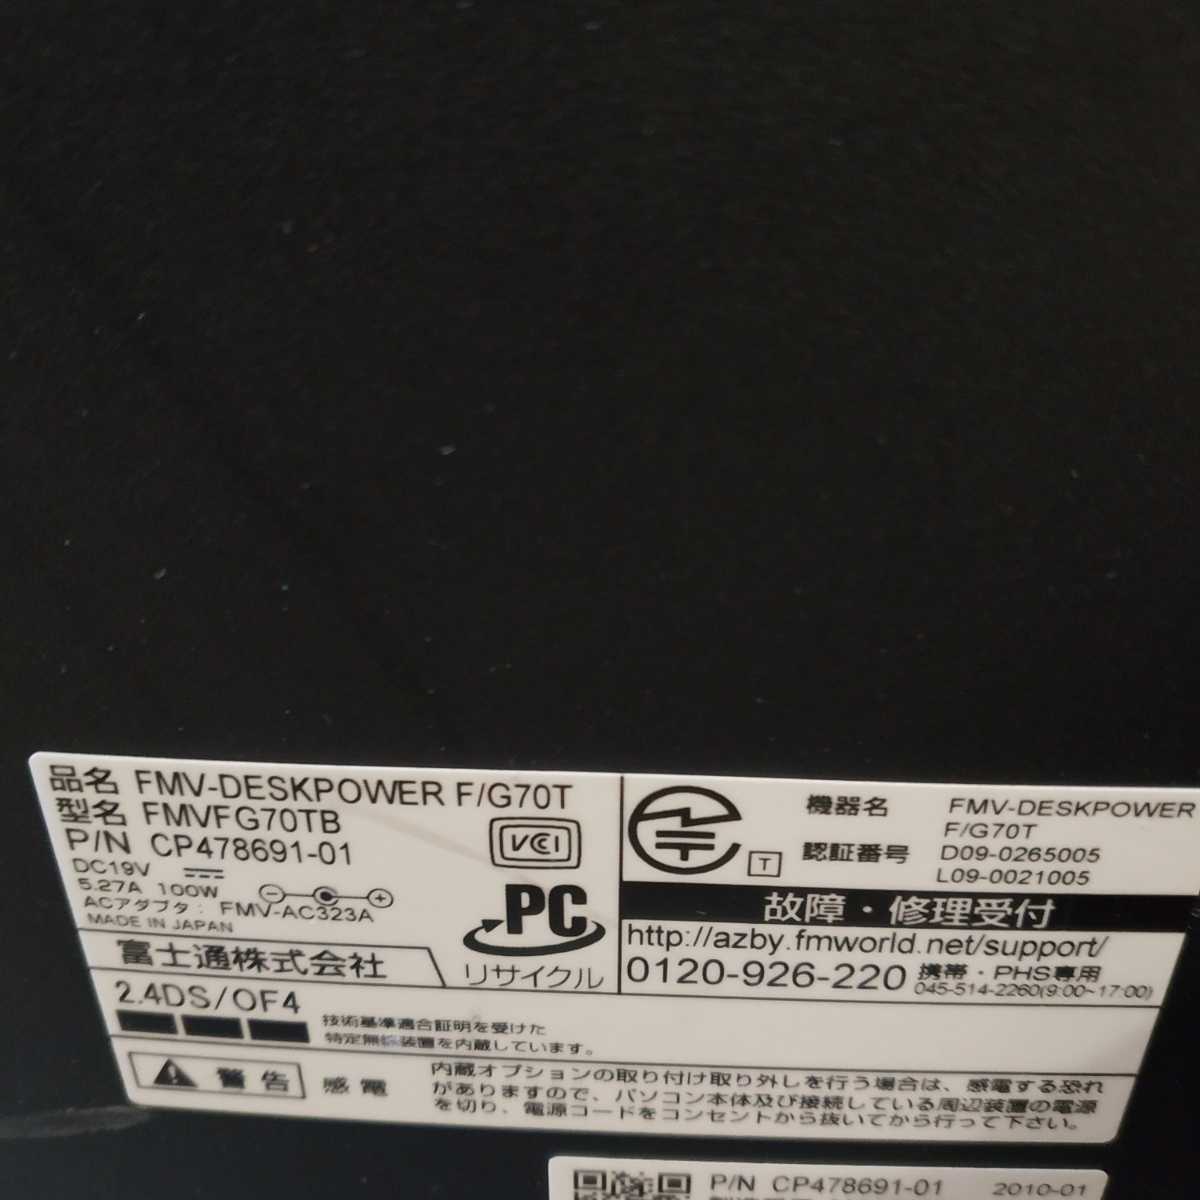 品名 FMV-DESKPOWER F/G70T
型名 FMVFG70TB
P/N CP478691-01
DC19V
5.27A 100W
ACアダプタ: FMV-AC323A
MADE IN JAPAN
VCI
PC
リサイクル
富士通株式会社
T
機器名 FMV-DESKPOWER
F/G70T
認証番号 D09-0265005
L09-0021005
故障・修理受付
http://azby.fmworld.net/support/
0120-926-220 携帯・PHS専用
045-514-2260(9:00~17:00)
2.4DS/OF4
技術基準適合証明を受けた
特定無線装置を内蔵しています。
警告 感電
内蔵オプションの取り付け取り外しを行う場合は、感電する恐れ
がありますので、パソコン本体及び接続している周辺装置の電源
を切り、電源コードをコンセントから抜いてから行って下さい。
P/N CP478691-01 2010-01